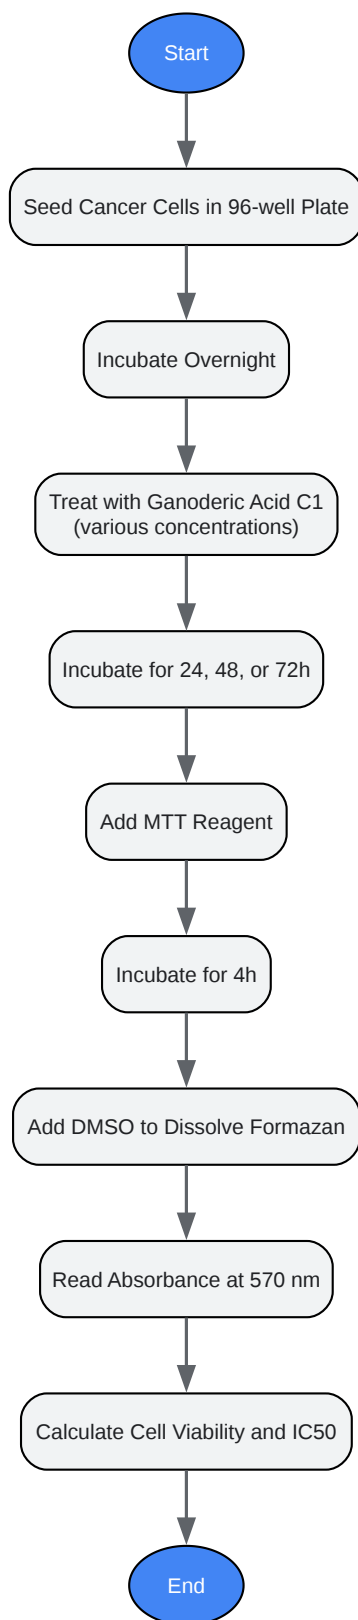 Start
Seed Cancer Cells in 96-well Plate
Incubate Overnight
Treat with Ganoderic Acid C1
(various concentrations)
Incubate for 24, 48, or 72h
Add MTT Reagent
Incubate for 4h
Add DMSO to Dissolve Formazan
Read Absorbance at 570 nm
Calculate Cell Viability and IC50
End